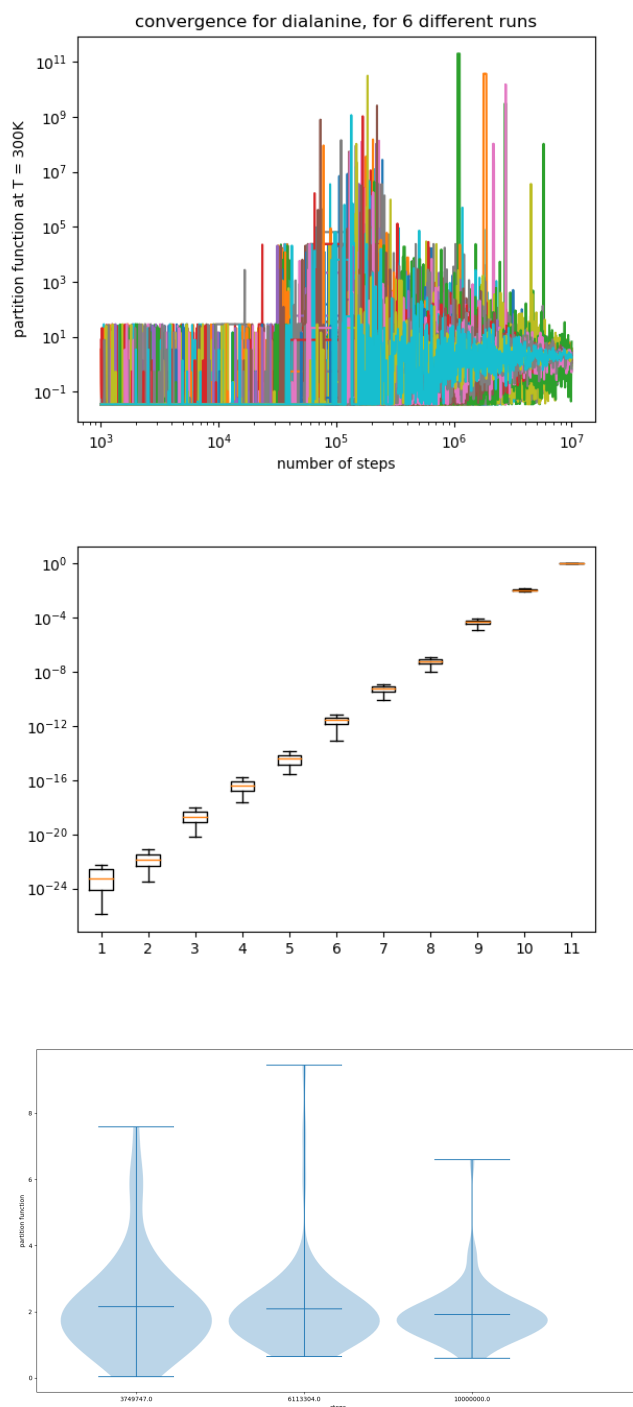 convergence for dialanine, for 6 different runs
partition function at T = 300K
10^11
10^9
10^7
10^5
10^3
10^1
10^−1
10^3 10^4 10^5 10^6 10^7
number of steps
10^0
10^−4
10^−8
10^−12
10^−16
10^−20
10^−24
1 2 3 4 5 6 7 8 9 10 11
partition function
8
6
4
2
0
3749747.0 6113304.0 10000000.0
steps